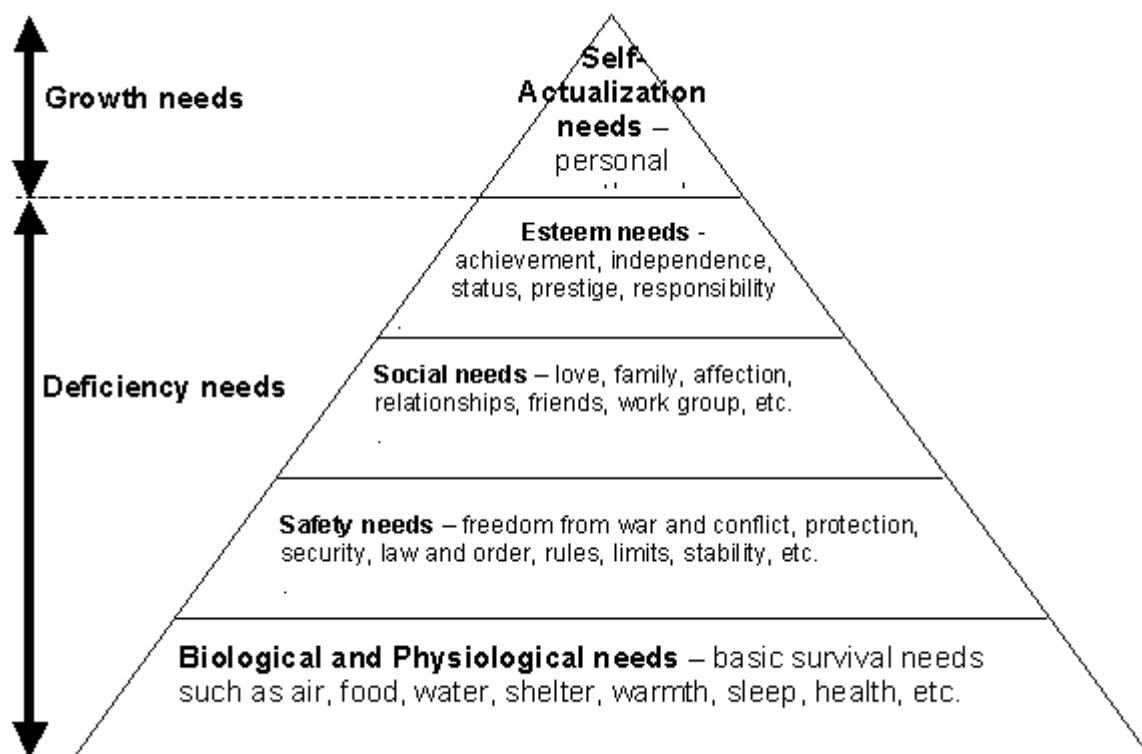 Growth needs
Self-
Actualization
needs –
personal
Esteem needs -
achievement, independence,
status, prestige, responsibility
Deficiency needs
Social needs – love, family, affection,
relationships, friends, work group, etc.
Safety needs – freedom from war and conflict, protection,
security, law and order, rules, limits, stability, etc.
Biological and Physiological needs – basic survival needs
such as air, food, water, shelter, warmth, sleep, health, etc.